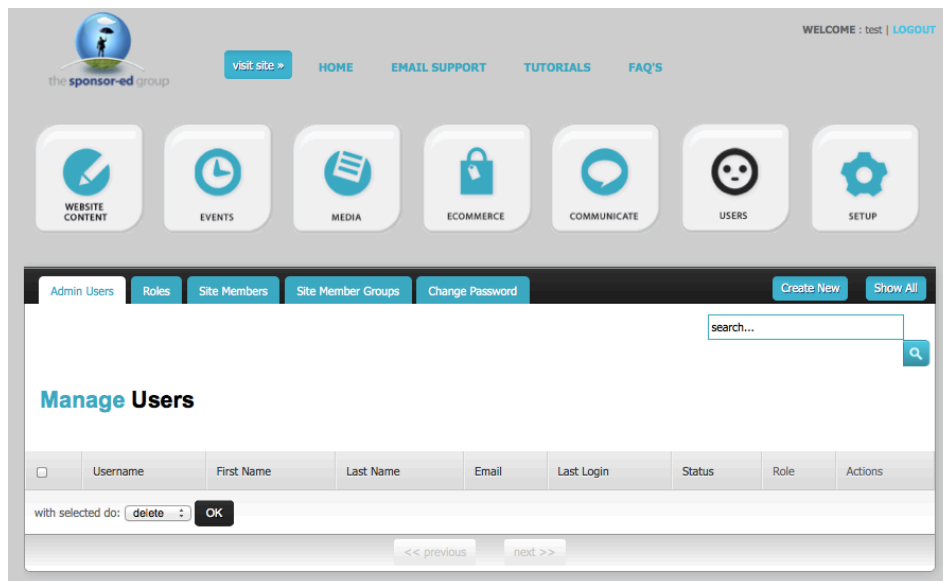 WELCOME : test | LOGOUT
visit site »
HOME
EMAIL SUPPORT
TUTORIALS
FAQ'S
the sponsor-ed group
WEBSITE
CONTENT
EVENTS
MEDIA
ECOMMERCE
COMMUNICATE
USERS
SETUP
Admin Users
Roles
Site Members
Site Member Groups
Change Password
Create New
Show All
search...
Manage Users
Username
First Name
Last Name
Email
Last Login
Status
Role
Actions
with selected do: delete
OK
<< previous
next >>